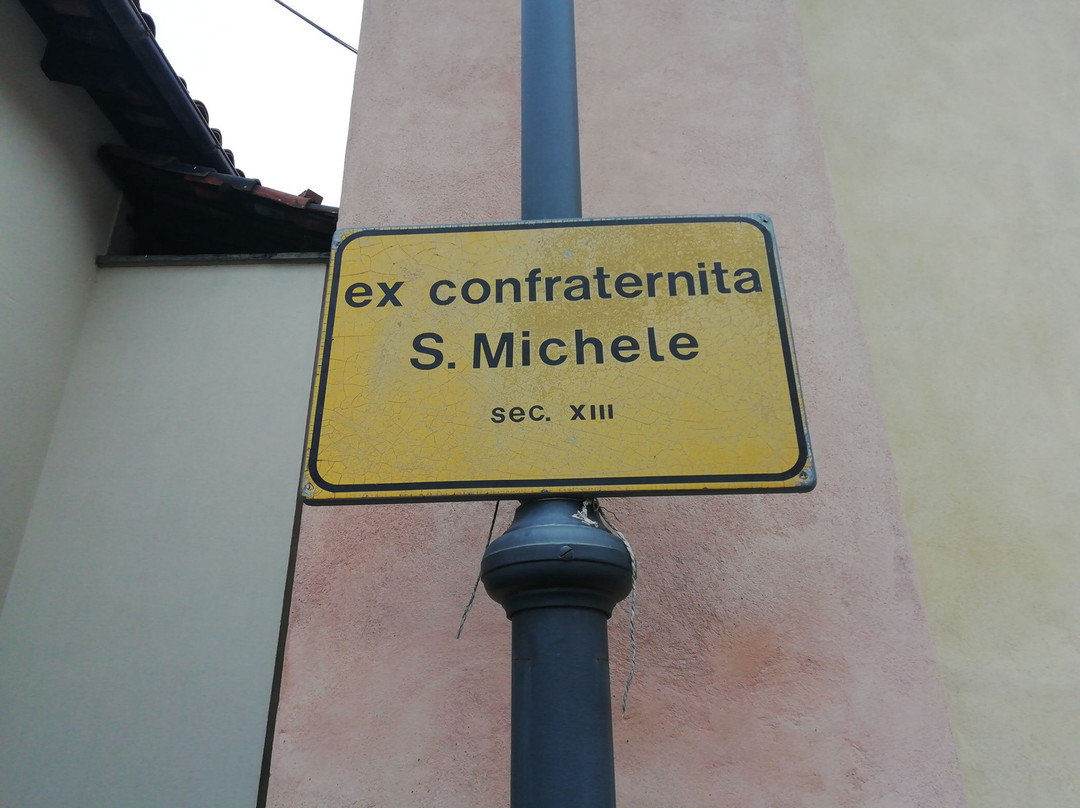 ex confraternita
S. Michele
sec. XIII